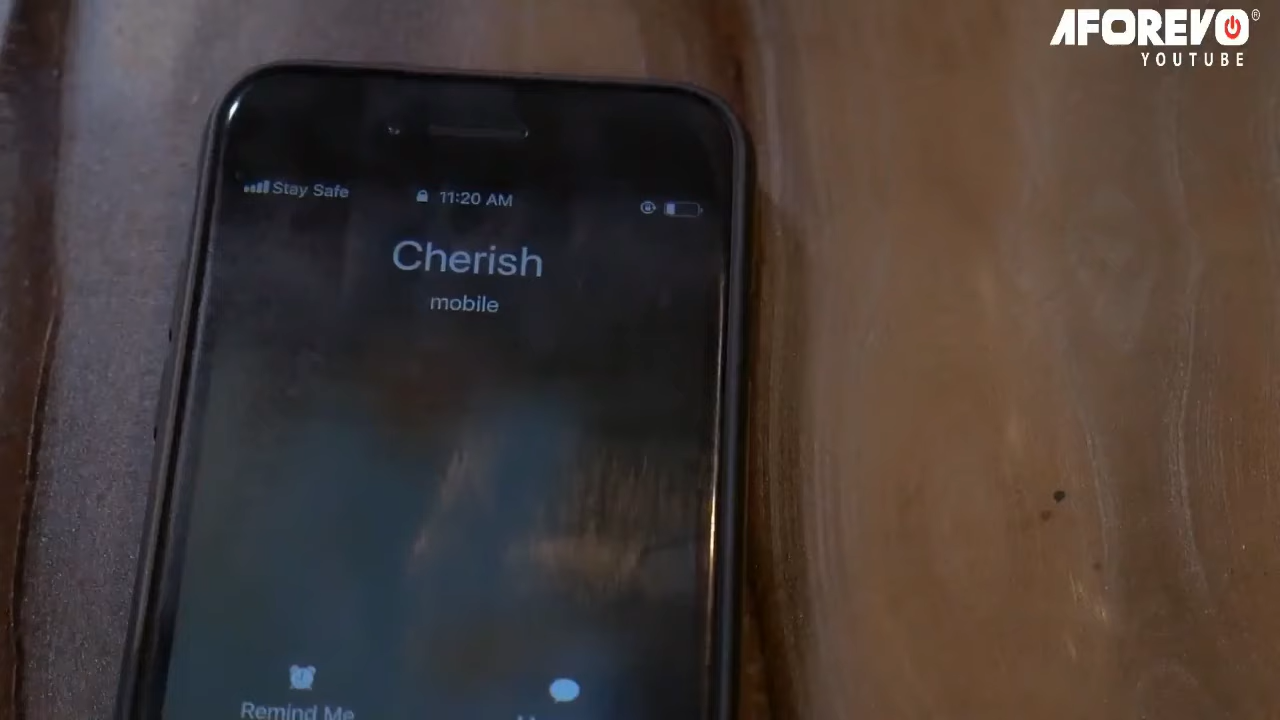 AFOREVO®
YOUTUBE
Stay Safe 11:20 AM
Cherish
mobile
Remind Me